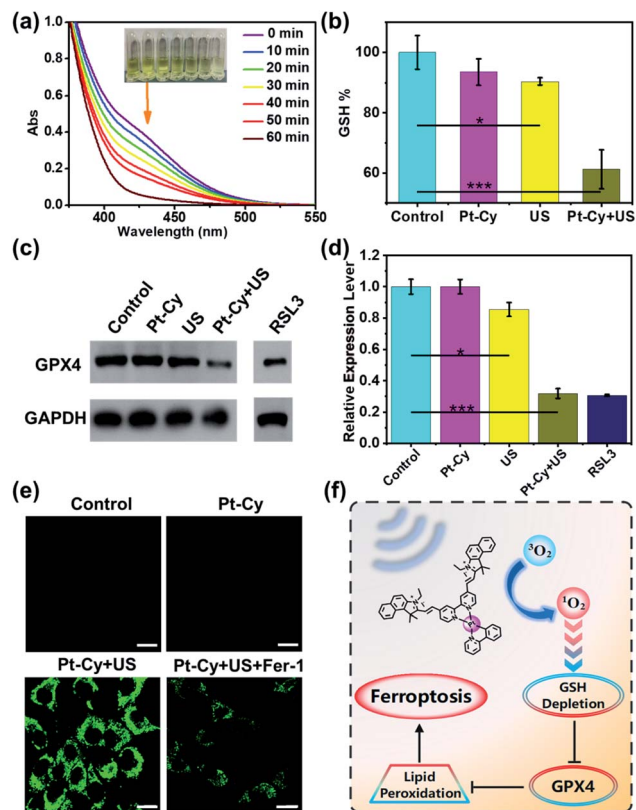 (a)
1.0
0.8
0.6
0.4
0.2
0.0
Abs
400
450
500
550
Wavelength (nm)
0 min
10 min
20 min
30 min
40 min
50 min
60 min
(b)
100
80
60
GSH %
*
***
Control
Pt-Cy
US
Pt-Cy+US
(c)
Control
Pt-Cy
US
Pt-Cy+US
RSL3
GPX4
GAPDH
(d)
1.2
1.0
0.8
0.6
0.4
0.2
0.0
Relative Expression Level
*
***
Control
Pt-Cy
US
Pt-Cy+US
RSL3
(e)
Control
Pt-Cy
Pt-Cy+US
Pt-Cy+US+Fer-1
(f)
³O₂
¹O₂
GSH
Depletion
GPX4
Lipid
Peroxidation
Ferroptosis